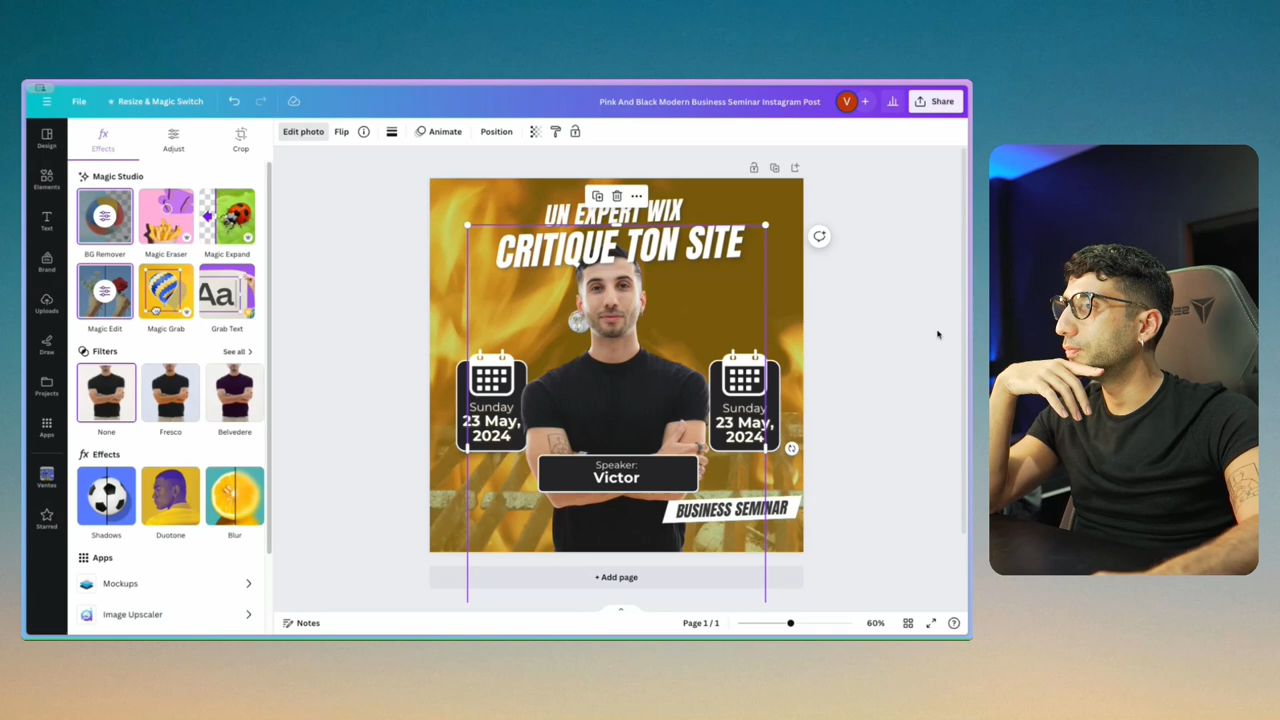 File
Resize & Magic Switch
Pink And Black Modern Business Seminar Instagram Post
V
Share
Design
Elements
Text
Brand
Uploads
Draw
Projects
Apps
Ventes
Starred
Effects
Adjust
Crop
Magic Studio
BG Remover
Magic Eraser
Magic Expand
Aa
Magic Edit
Magic Grab
Grab Text
Filters
See all
None
Fresco
Belvedere
fx Effects
Shadows
Duotone
Blur
Apps
Mockups
Image Upscaler
Edit photo
Flip
Animate
Position
UN EXPERT WIX
CRITIQUE TON SITE
Sunday
23 May,
2024
Sunday
23 May,
2024
Speaker:
Victor
BUSINESS SEMINAR
+ Add page
Notes
Page 1 / 1
60%